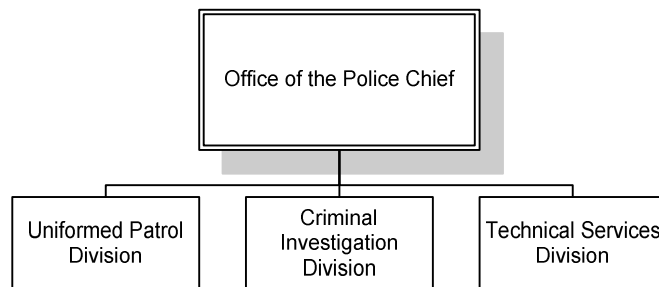 Office of the Police Chief
Uniformed Patrol
Division
Criminal
Investigation
Division
Technical Services
Division